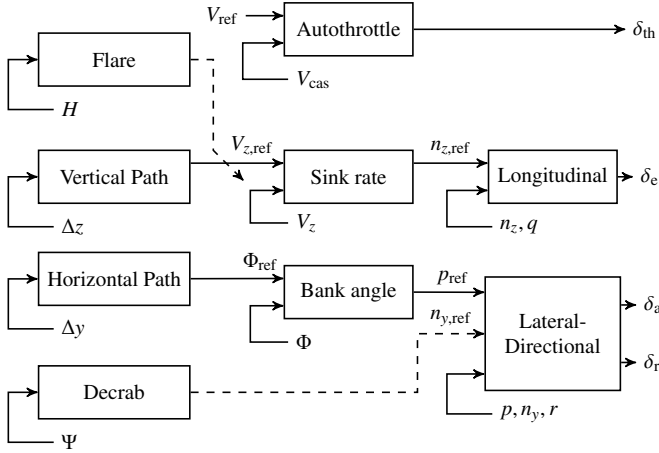 V_ref
Autothrottle
δ_th
V_cas
Flare
H
V_z,ref
n_z,ref
Vertical Path
Sink rate
Longitudinal
δ_e
Δz
V_z
n_z, q
Φ_ref
p_ref
Horizontal Path
Bank angle
δ_a
n_y,ref
Lateral-
Directional
Δy
Φ
δ_r
Decrab
p, n_y, r
Ψ